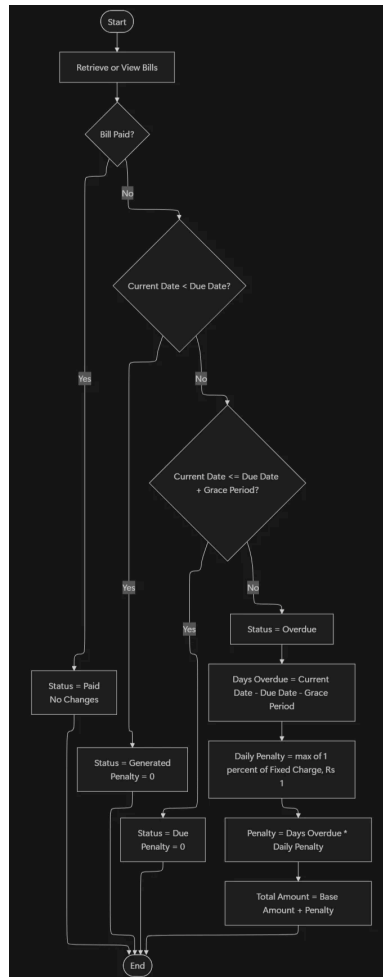 Start
Retrieve or View Bills
Bill Paid?
No
Current Date < Due Date?
Yes
No
Current Date <= Due Date
+ Grace Period?
Yes
No
Yes
Status = Overdue
Status = Paid
No Changes
Days Overdue = Current
Date - Due Date - Grace
Period
Status = Generated
Penalty = 0
Daily Penalty = max of 1
percent of Fixed Charge, Rs
1
Status = Due
Penalty = 0
Penalty = Days Overdue *
Daily Penalty
Total Amount = Base
Amount + Penalty
End